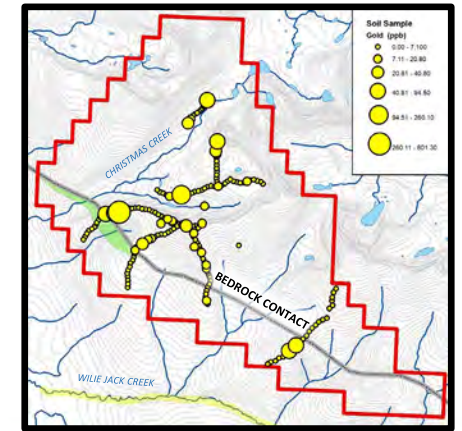 Soil Sample
Gold (ppb)
0.00 - 7.100
7.11 - 20.80
20.81 - 40.80
40.81 - 94.50
94.51 - 260.10
260.11 - 601.30
CHRISTMAS CREEK
BEDROCK CONTACT
WILIE JACK CREEK